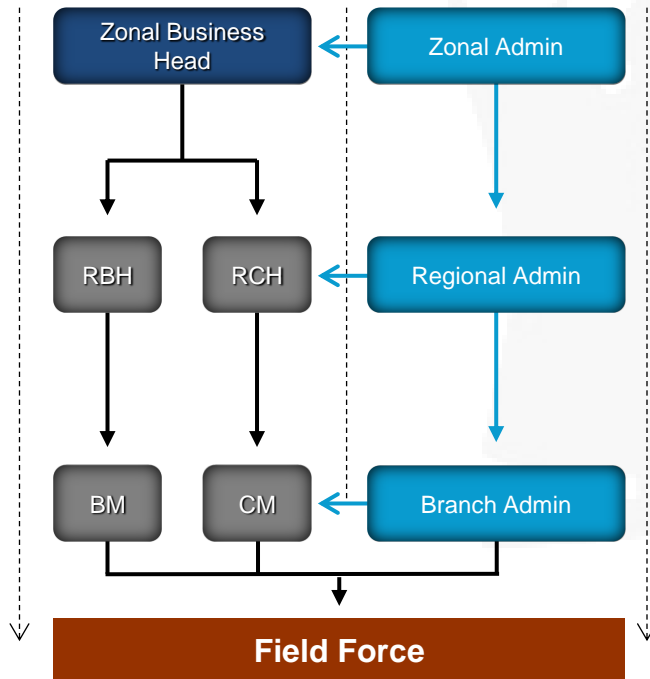 Zonal Business
Head
Zonal Admin
RBH
RCH
Regional Admin
BM
CM
Branch Admin
Field Force